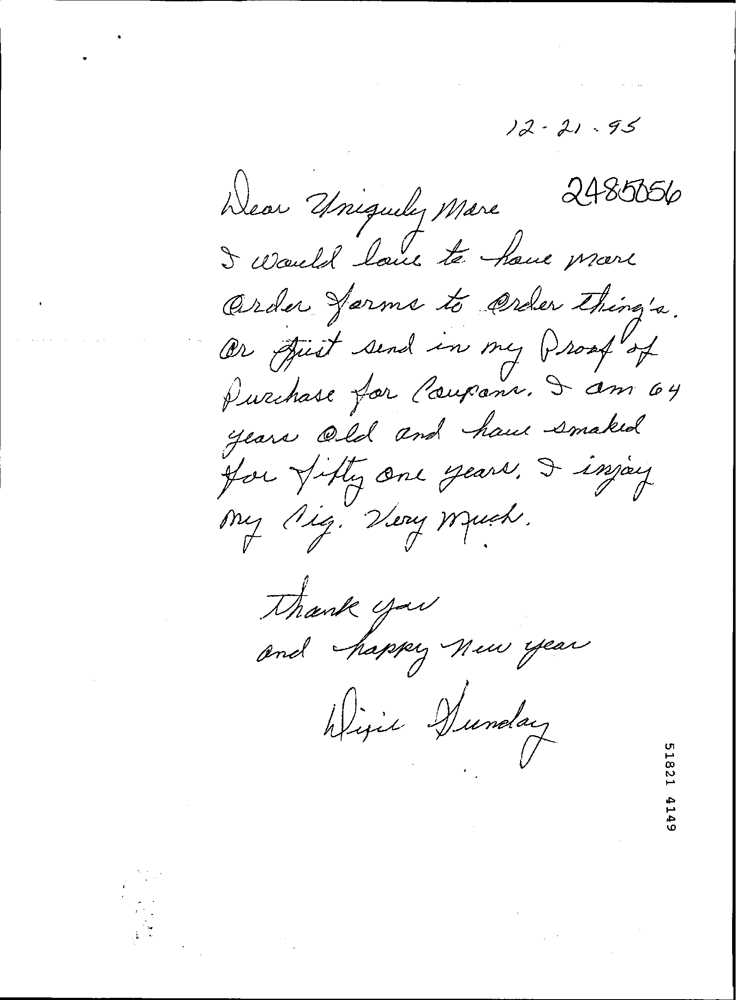 12-21-95
2485056
Dear Uniquely More
I would love to have more
order forms to order thing's.
or just send in my Proof of
Purchase for Coupons. I am 64
years old and have smoked
for fifty one years. I injoy
my Cig. Very much.
Thank you
and happy new year
Dixie Sunday
51821 4149